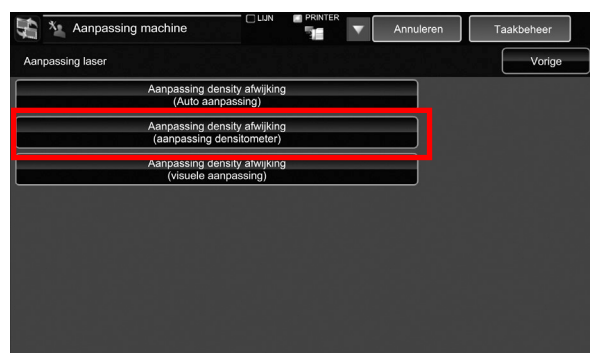 Aanpassing machine
LIJN
PRINTER
Annuleren
Taakbeheer
Aanpassing laser
Vorige
Aanpassing density afwijking
(Auto aanpassing)
Aanpassing density afwijking
(aanpassing densitometer)
Aanpassing density afwijking
(visuele aanpassing)